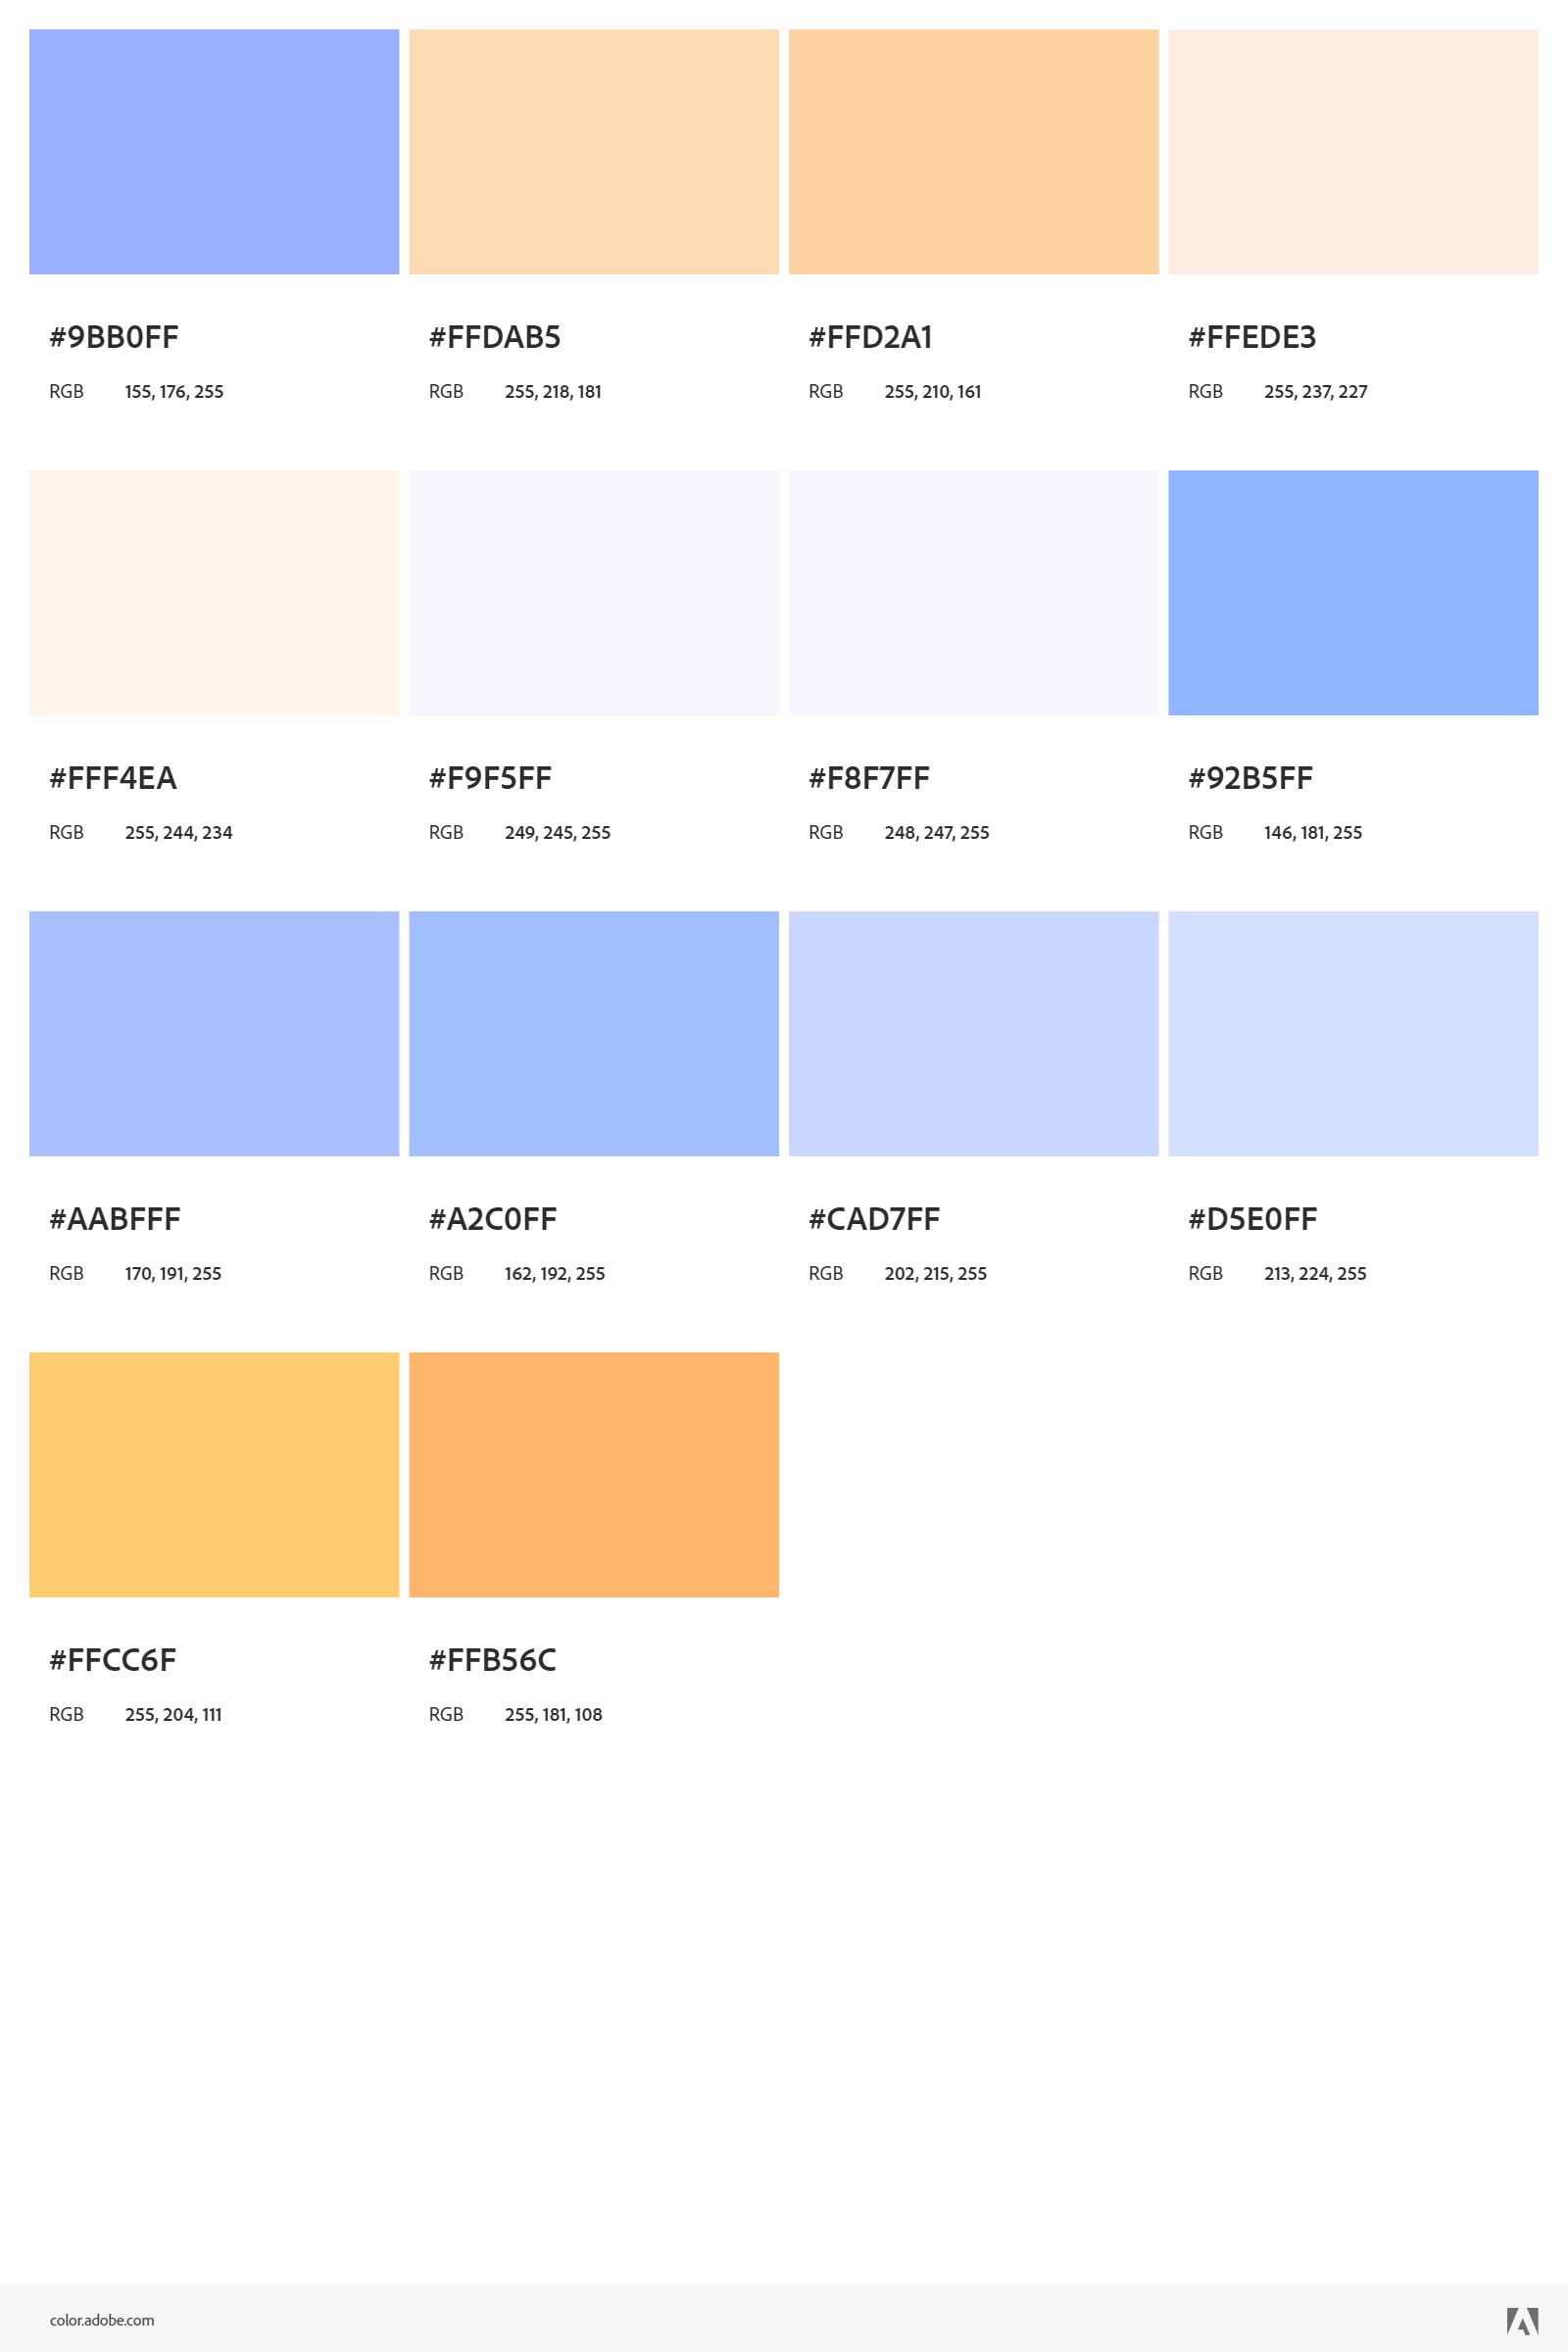 #9BB0FF #FFDAB5 #FFD2A1 #FFEDE3
RGB 155, 176, 255 RGB 255, 218, 181 RGB 255, 210, 161 RGB 255, 237, 227
#FFF4EA #F9F5FF #F8F7FF #92B5FF
RGB 255, 244, 234 RGB 249, 245, 255 RGB 248, 247, 255 RGB 146, 181, 255
#AABFFF #A2C0FF #CAD7FF #D5E0FF
RGB 170, 191, 255 RGB 162, 192, 255 RGB 202, 215, 255 RGB 213, 224, 255
#FFCC6F #FFB56C
RGB 255, 204, 111 RGB 255, 181, 108
color.adobe.com